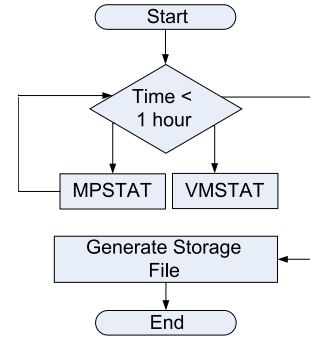 Start
Time <
1 hour
MPSTAT
VMSTAT
Generate Storage
File
End